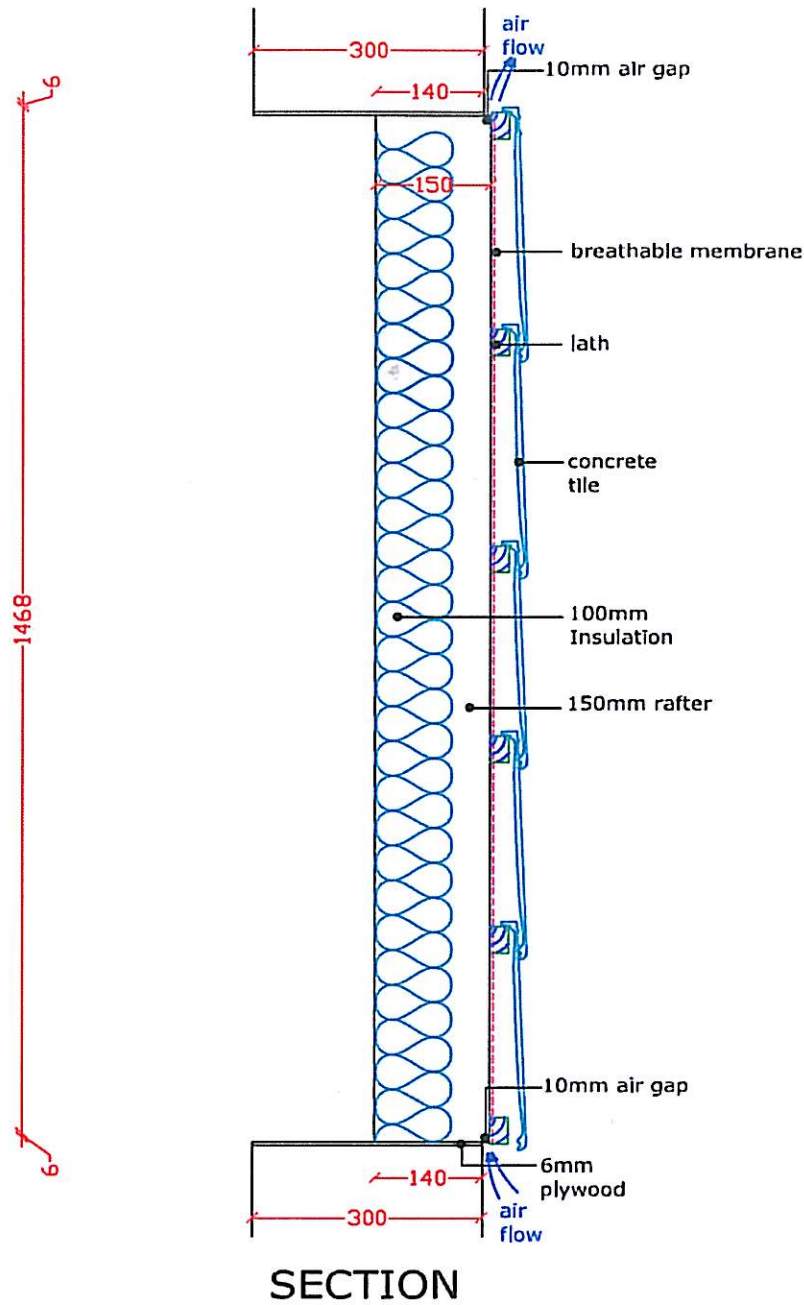 air
flow
300
10mm air gap
140
6
150
breathable membrane
lath
concrete
tile
1468
100mm
Insulation
150mm rafter
10mm air gap
6
140
6mm
plywood
300
air
flow
SECTION